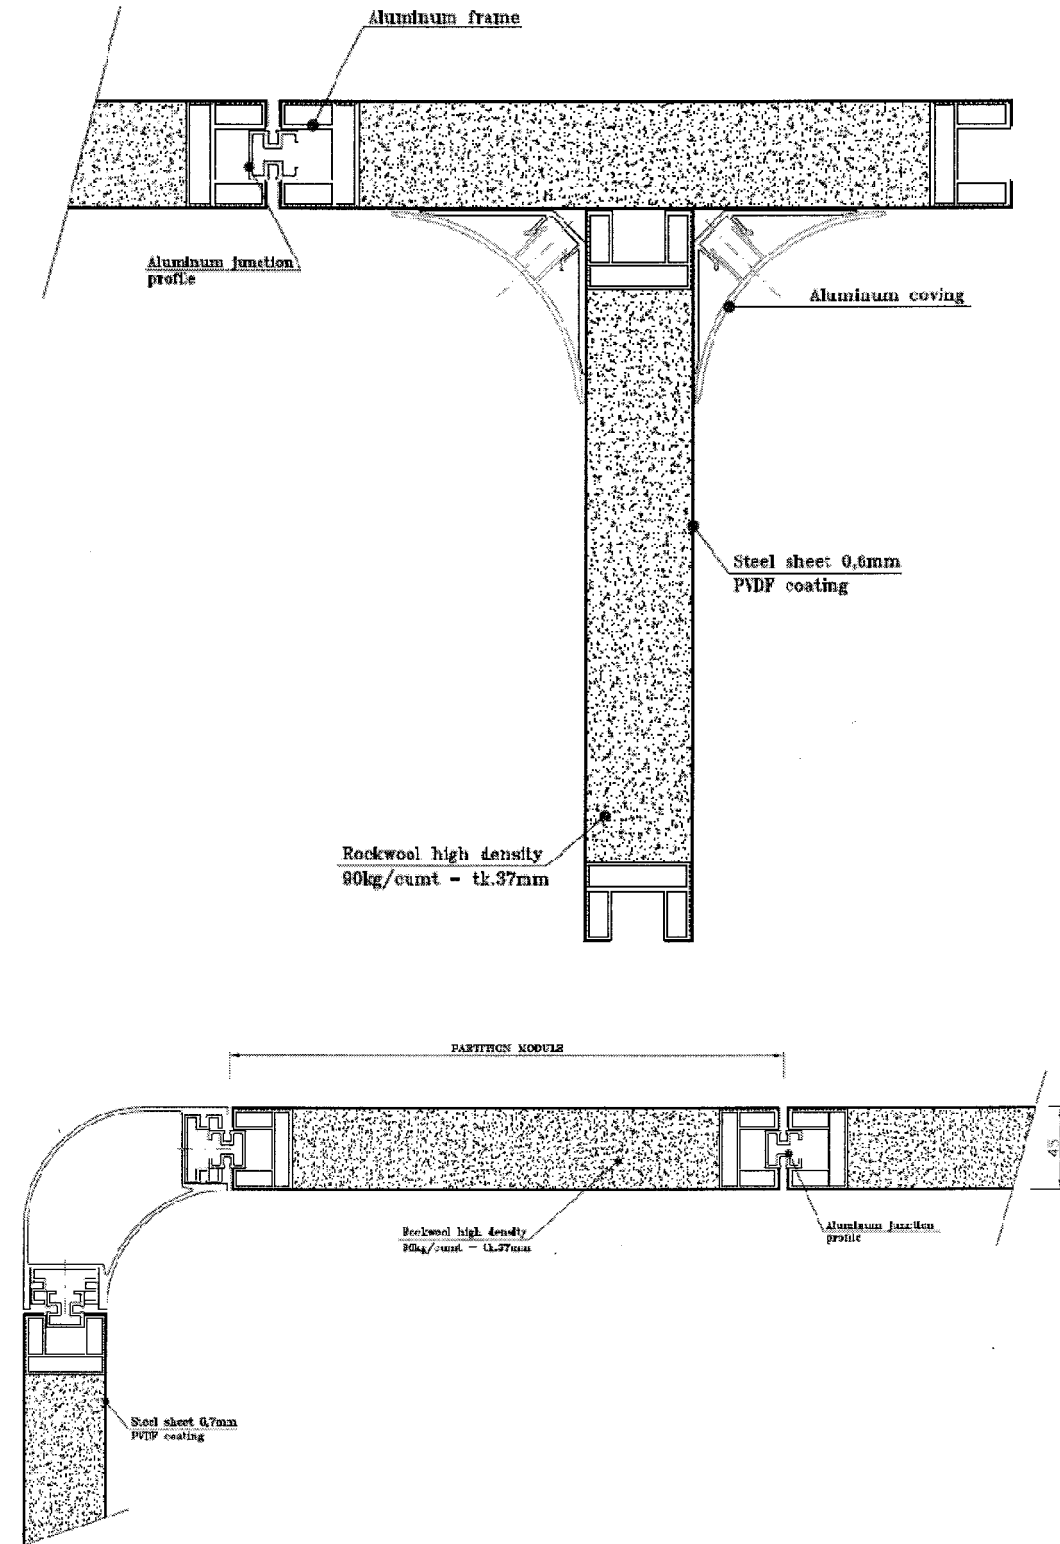 Aluminum frame
Aluminum junction
profile
Aluminum coving
Steel sheet 0,6mm
PVDF coating
Rockwool high density
90kg/cumt - tk.37mm
PARTITION MODULE
45
Rockwool high density
90kg/cumt - tk.37mm
Aluminum junction
profile
Steel sheet 0,7mm
PVDF coating